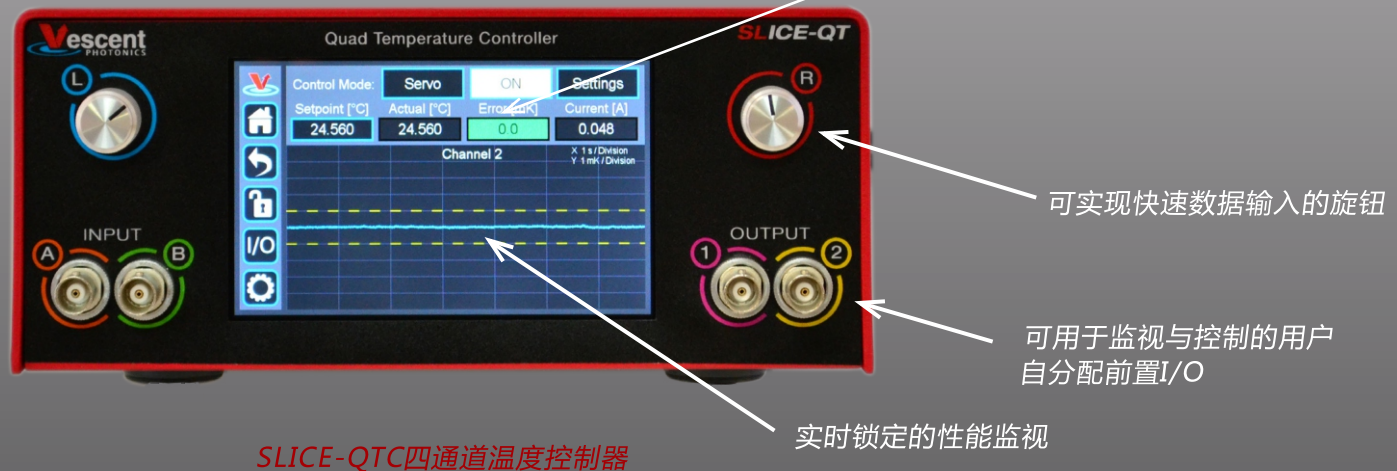 Vescent
PHOTONICS
Quad Temperature Controller
SLICE-QT
L
R
Control Mode:
Servo
ON
Settings
Setpoint [°C]
Actual [°C]
Error [mK]
Current [A]
24.560
24.560
0.0
0.048
Channel 2
X 1 s / Division
Y 1 mK / Division
I/O
INPUT
A
B
OUTPUT
1
2
可实现快速数据输入的旋钮
可用于监视与控制的用户
自分配前置I/O
实时锁定的性能监视
SLICE-QTC四通道温度控制器